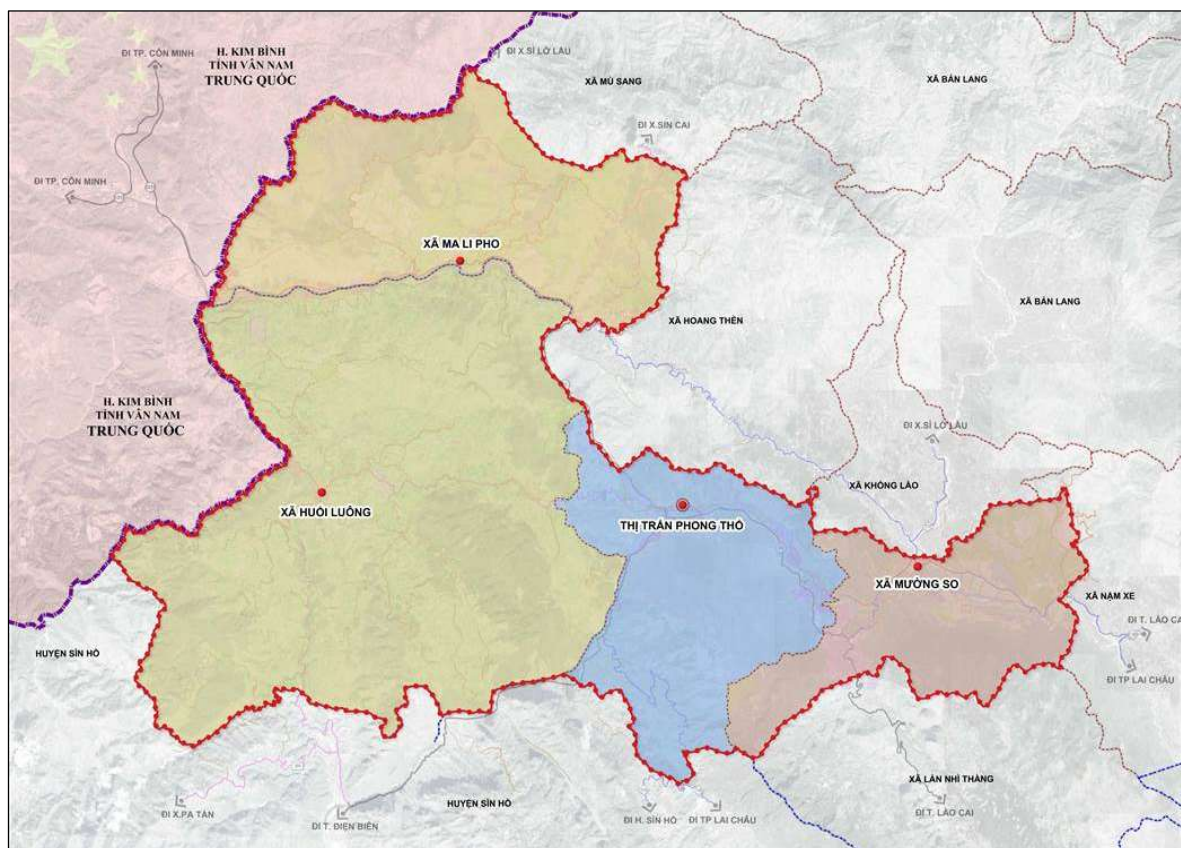 H. KIM BÌNH
TỈNH VÂN NAM
TRUNG QUỐC
ĐI TP. CÔN MINH
ĐI X.SÌ LỞ LẦU
XÃ MÙ SANG
XÃ BẢN LANG
ĐI X.SIN CAI
ĐI TP. CÔN MINH
XÃ MA LI PHO
XÃ HOANG THÈN
XÃ BẢN LANG
H. KIM BÌNH
TỈNH VÂN NAM
TRUNG QUỐC
ĐI X.SÌ LỞ LẦU
XÃ KHÔNG LÀO
XÃ HUỔI LUÔNG
THỊ TRẤN PHONG THỔ
XÃ MƯỜNG SO
XÃ NẬM XE
ĐI T. LÀO CAI
HUYỆN SÌN HỒ
ĐI TP LAI CHÂU
XÃ LẢN NHÌ THÀNG
ĐI X.PA TẦN
ĐI T. ĐIỆN BIÊN
HUYỆN SÌN HỒ
ĐI H. SÌN HỒ
ĐI TP LAI CHÂU
ĐI T. LÀO CAI